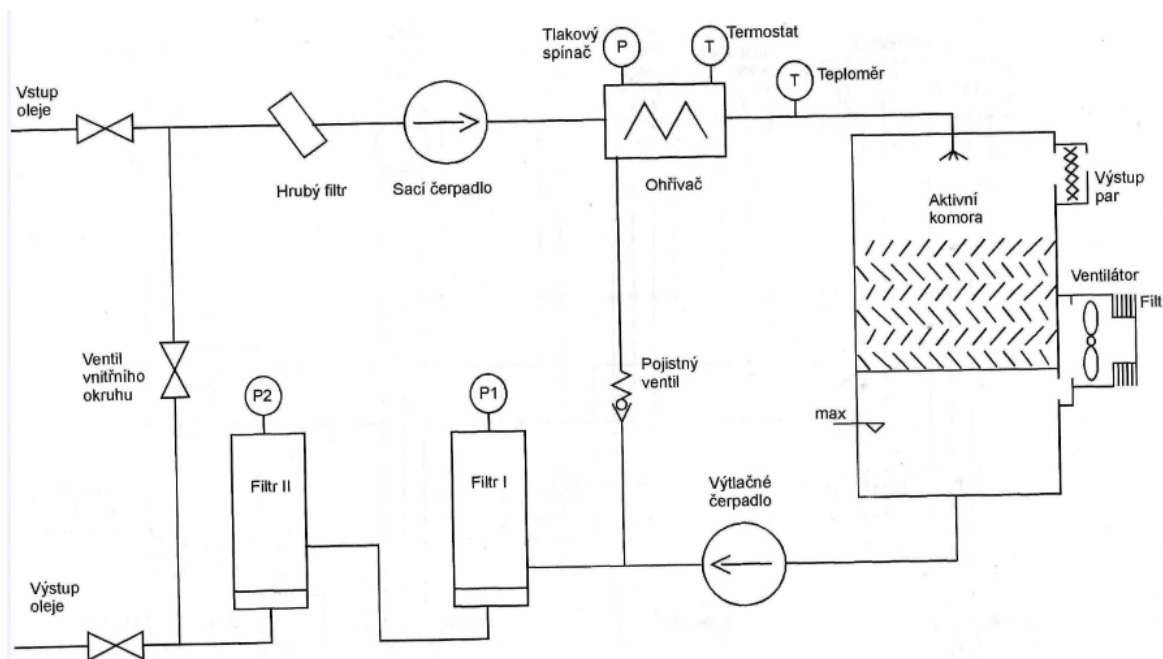 Tlakový
spínač
P
T
Termostat
T
Teploměr
Vstup
oleje
Hrubý filtr
Sací čerpadlo
Ohřívač
Aktivní
komora
Výstup
par
Ventilátor
Filt
Ventil
vnitřního
okruhu
P2
P1
Pojistný
ventil
max
Filtr II
Filtr I
Výtlačné
čerpadlo
Výstup
oleje